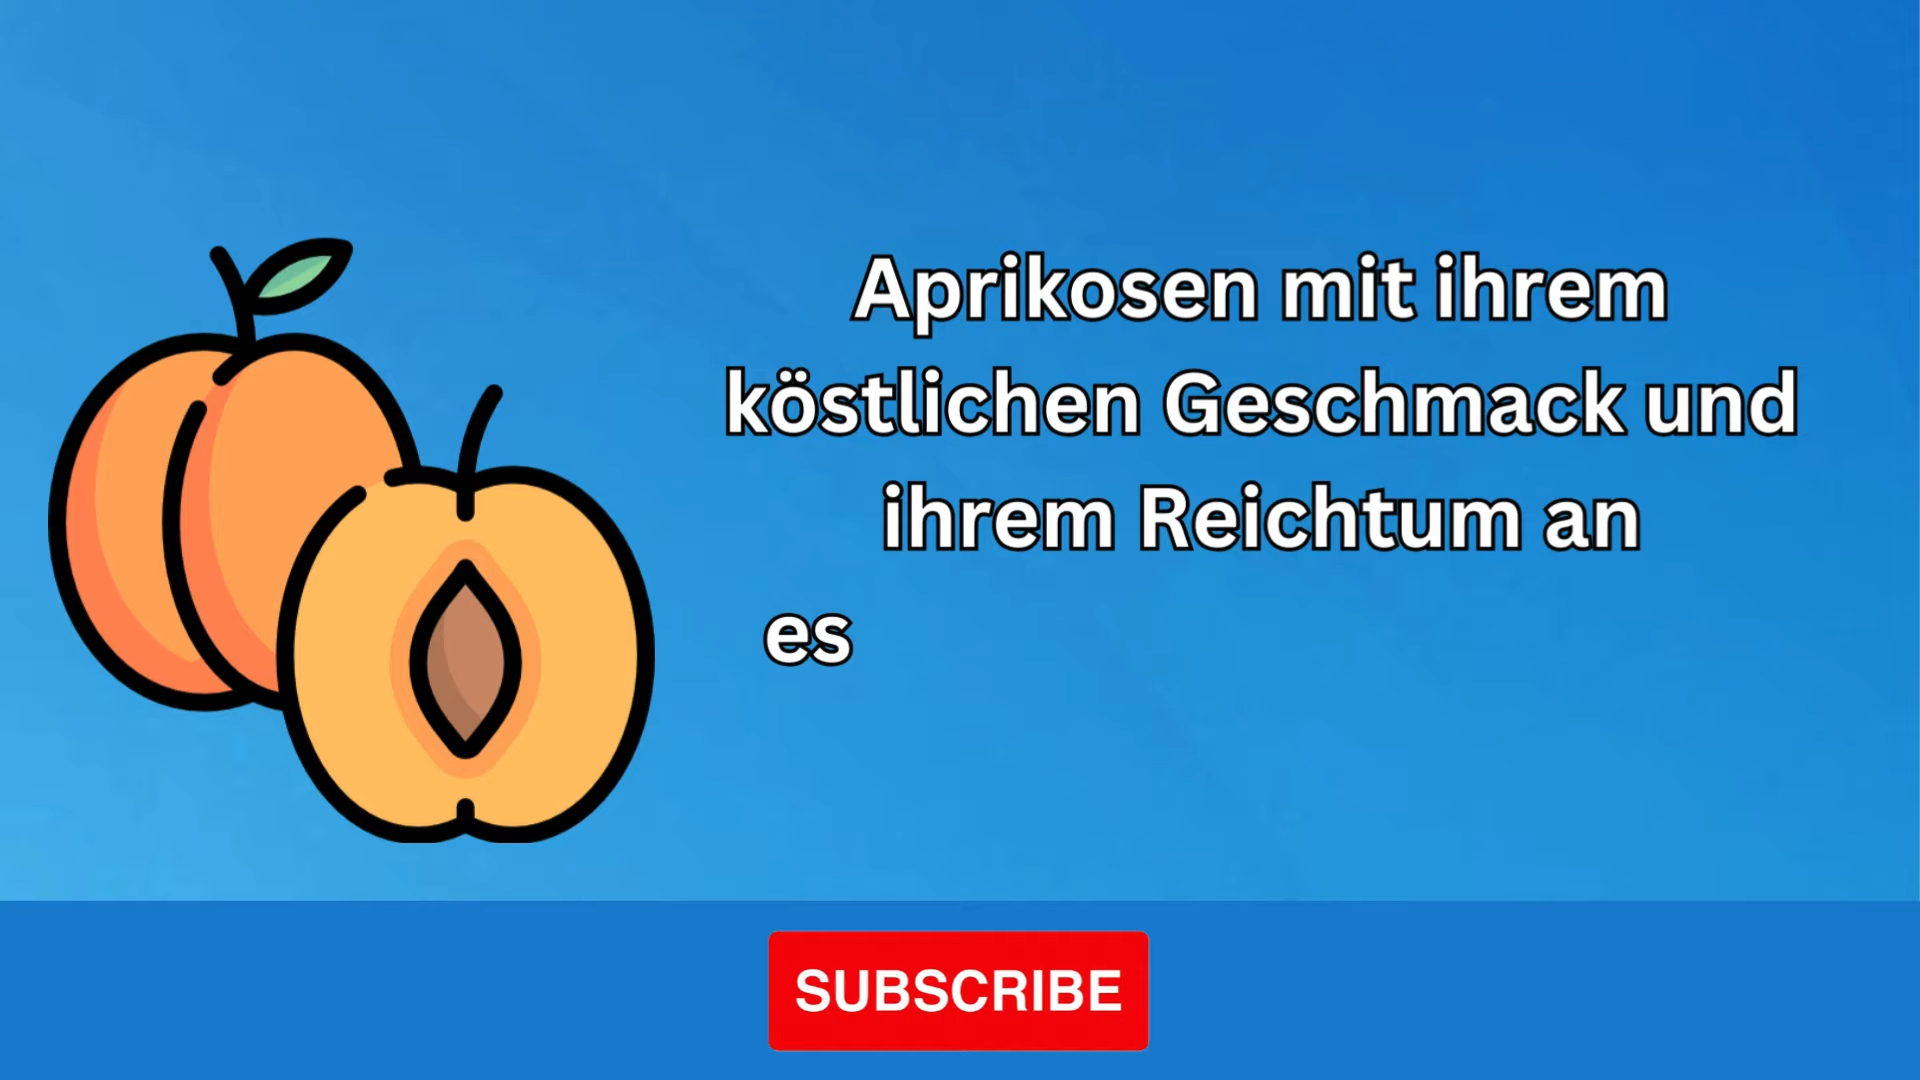 Aprikosen mit ihrem
köstlichen Geschmack und
ihrem Reichtum an
es
SUBSCRIBE